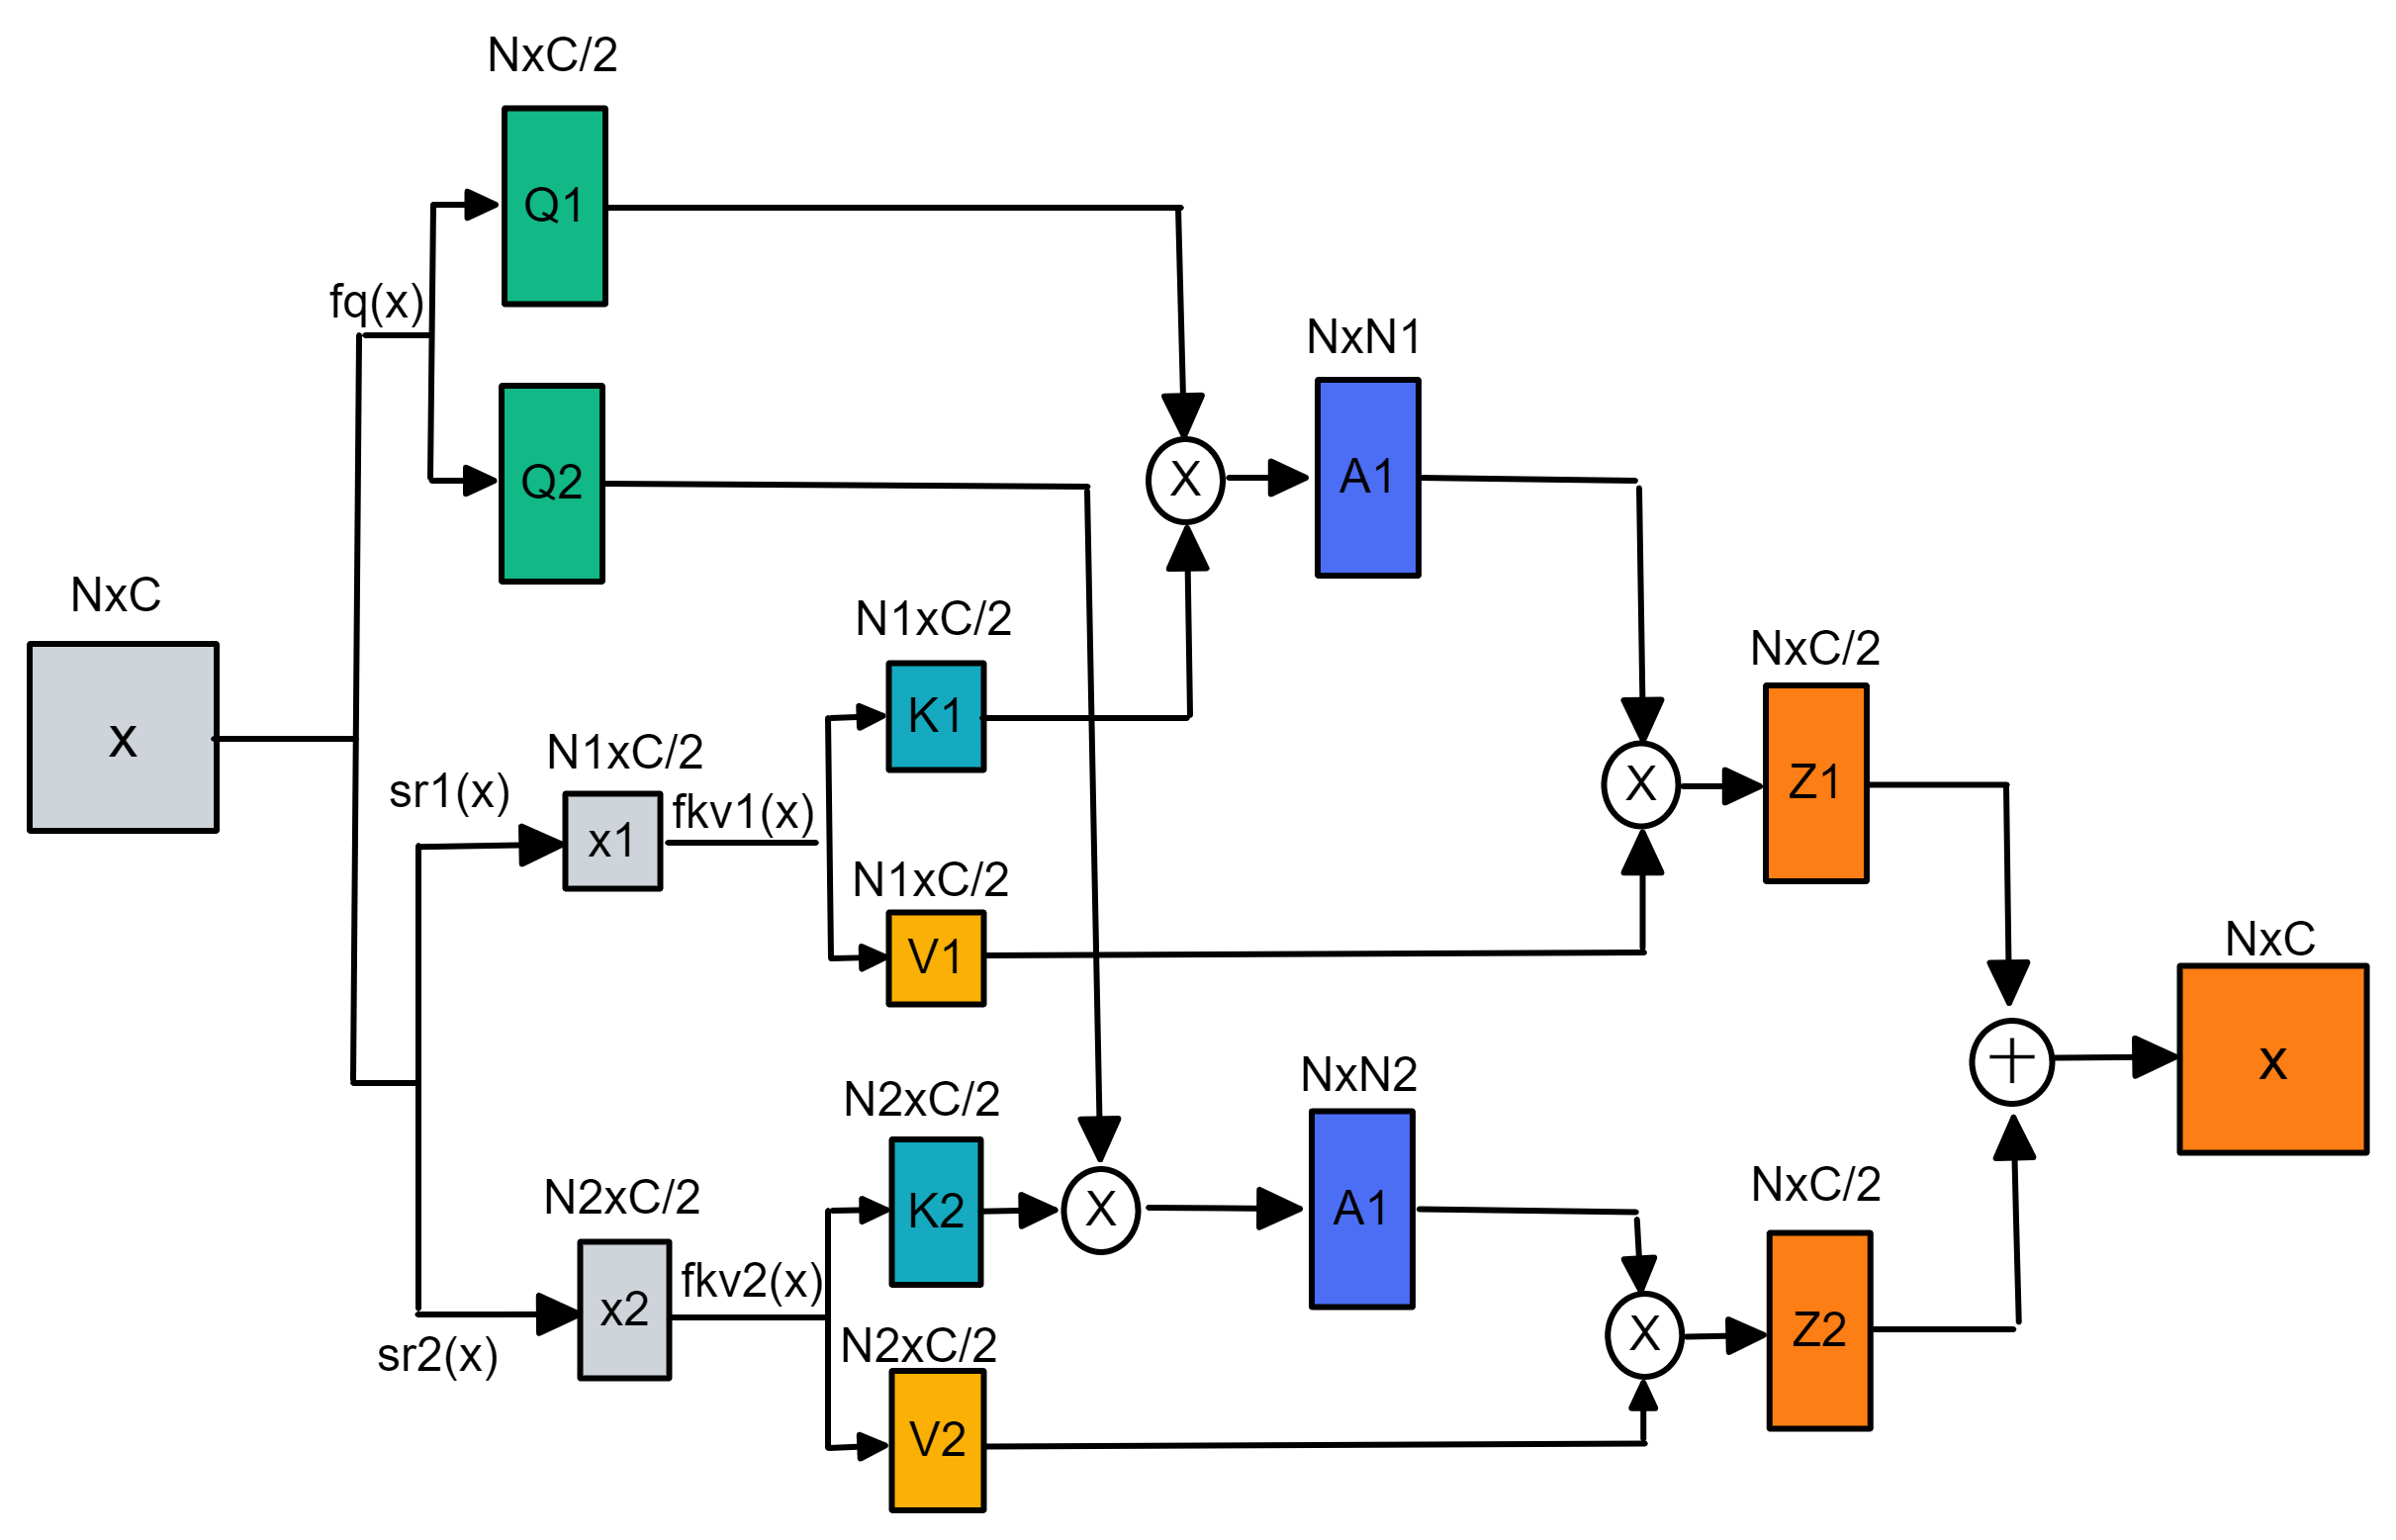 NxC/2
Q1
fq(x)
Q2
NxN1
A1
X
NxC
x
N1xC/2
K1
NxC/2
Z1
X
sr1(x)
N1xC/2
x1
fkv1(x)
N1xC/2
V1
NxC
x
N2xC/2
K2
X
NxN2
A1
NxC/2
Z2
X
N2xC/2
x2
fkv2(x)
sr2(x)
N2xC/2
V2
+